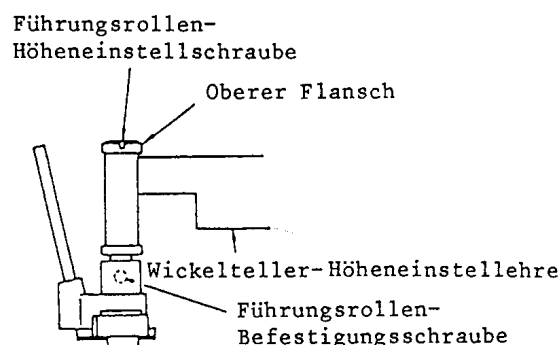 Führungsrollen-
Höheneinstellschraube
Oberer Flansch
Wickelteller-Höheneinstellehre
Führungsrollen-
Befestigungsschraube